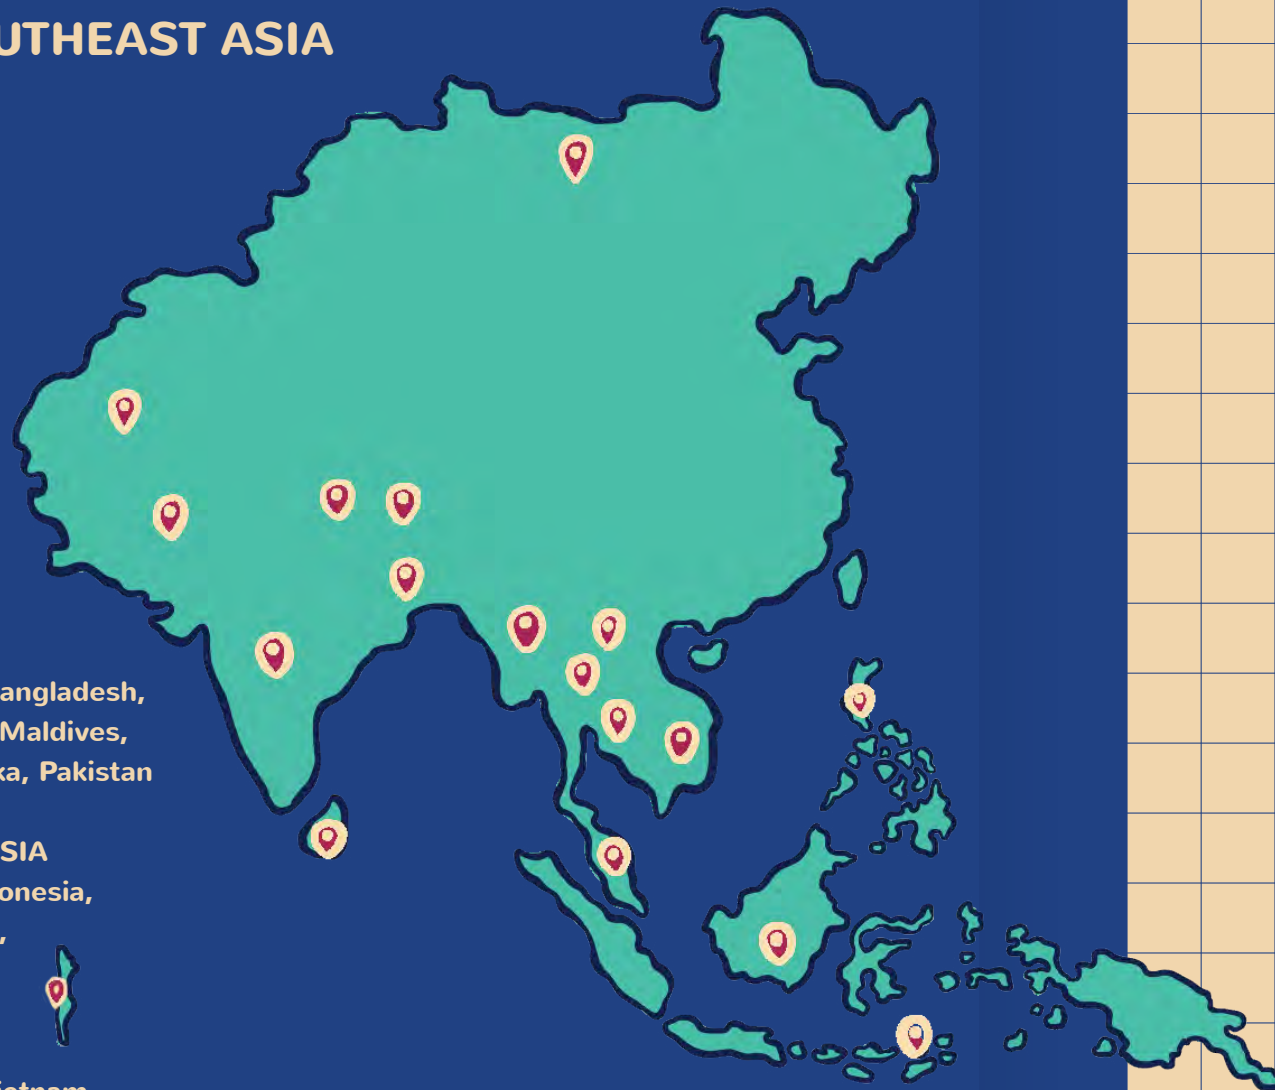 UTHEAST ASIA
angladesh,
Maldives,
ka, Pakistan
SIA
onesia,
,